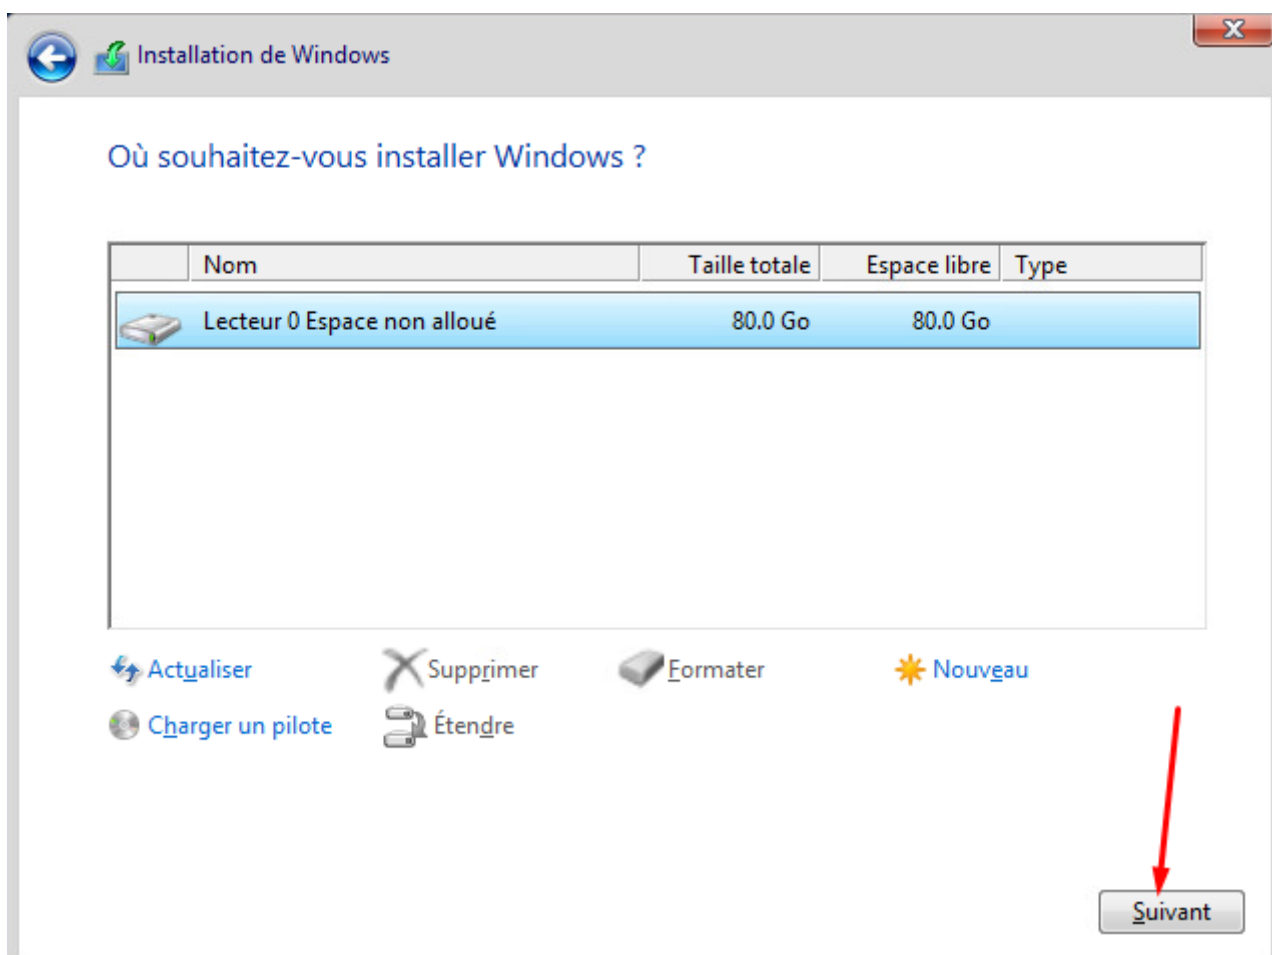 Installation de Windows
Où souhaitez-vous installer Windows ?
Nom Taille totale Espace libre Type
Lecteur 0 Espace non alloué 80.0 Go 80.0 Go
Actualiser Supprimer Formater Nouveau
Charger un pilote Étendre
Suivant